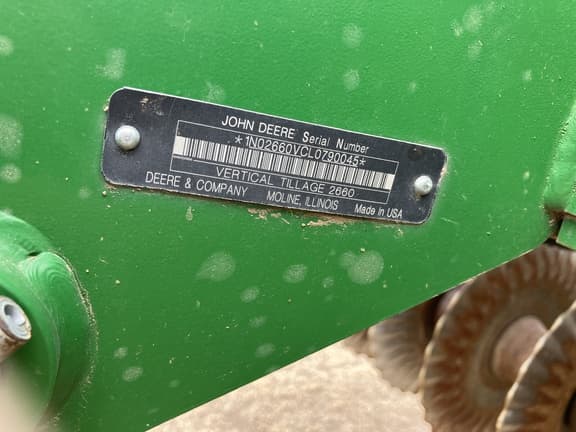 JOHN DEERE Serial Number
*1N02660VCL0790045*
VERTICAL TILLAGE 2660
DEERE & COMPANY MOLINE, ILLINOIS Made in USA